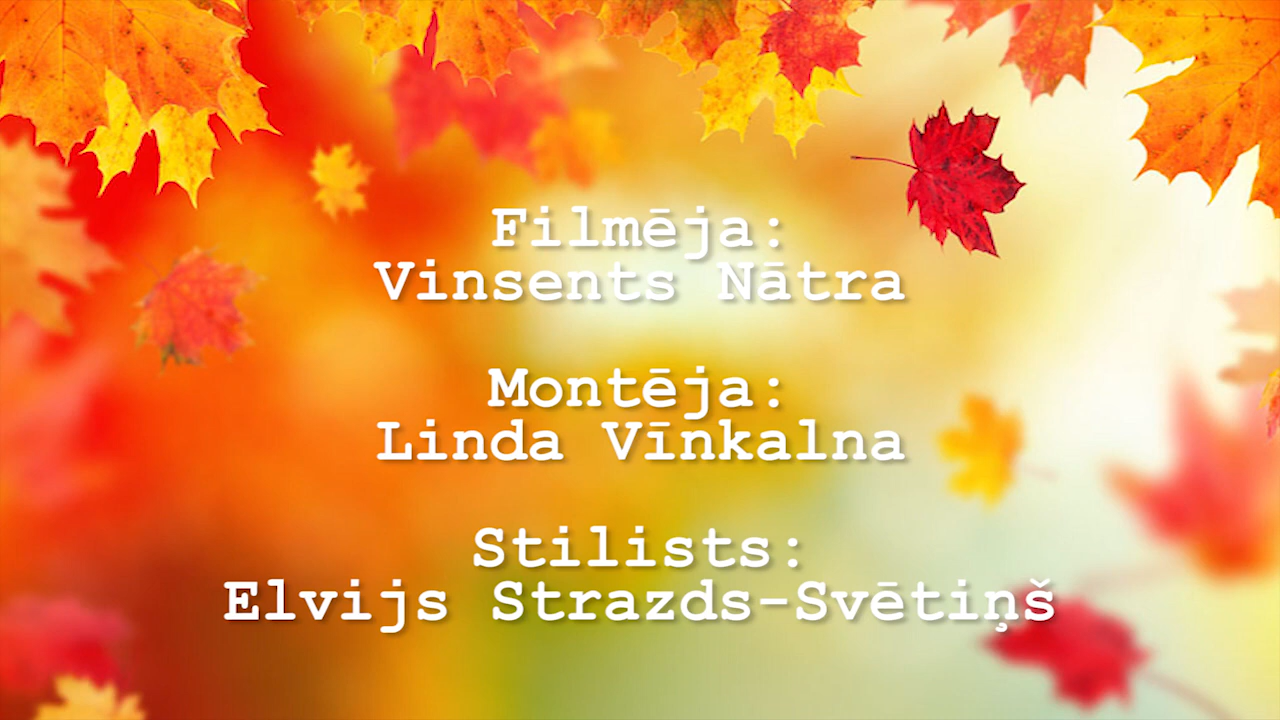 Filmēja:
Vinsents Nātra
Montēja:
Linda Vīnkalna
Stilists:
Elvijs Strazds-Svētiņš